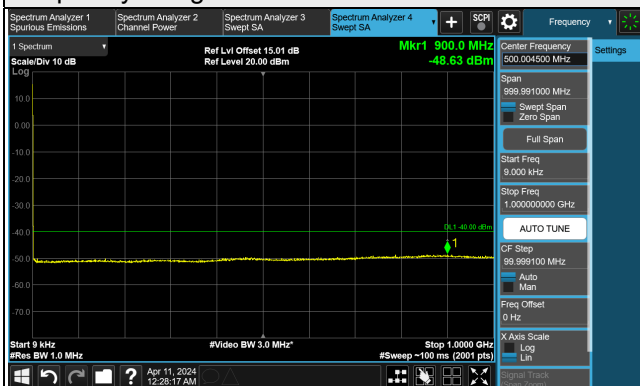 Spectrum Analyzer 1
Spurious Emissions
Spectrum Analyzer 2
Channel Power
Spectrum Analyzer 3
Swept SA
Spectrum Analyzer 4
Swept SA
+
SCPI
Frequency
1 Spectrum
Scale/Div 10 dB
Ref Lvl Offset 15.01 dB
Ref Level 20.00 dBm
Mkr1 900.0 MHz
-48.63 dBm
Log
10.0
0.00
-10.0
-20.0
-30.0
-40.0
-50.0
-60.0
-70.0
DL1 -40.00 dBm
1
Start 9 kHz
#Res BW 1.0 MHz
#Video BW 3.0 MHz*
Stop 1.0000 GHz
#Sweep ~100 ms (2001 pts)
Center Frequency
500.004500 MHz
Settings
Span
999.991000 MHz
Swept Span
Zero Span
Full Span
Start Freq
9.000 kHz
Stop Freq
1.000000000 GHz
AUTO TUNE
CF Step
99.999100 MHz
Auto
Man
Freq Offset
0 Hz
X Axis Scale
Log
Lin
Signal Track
(Span Zoom)
?
Apr 11, 2024
12:28:17 AM